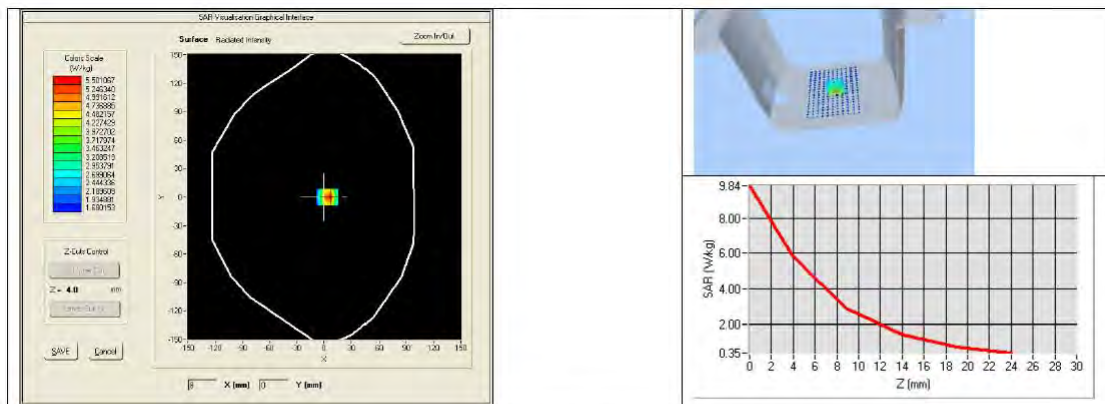 SAR Visualisation Graphical Interface
Surface Radiated Intensity
Zoom In/Out
Colors Scale
(W/kg)
5.501067
5.246340
4.991612
4.736885
4.482157
4.227429
3.972702
3.717974
3.463247
3.208519
2.953791
2.699064
2.444336
2.189609
1.934881
1.680153
150
120
90
60
30
0
-30
-60
-90
-120
-150
Y
-150 -120 -90 -60 -30 0 30 60 90 120 150
X
Z-Cuts Control
Z = 4.0 mm
SAVE Cancel
8 X (mm) 0 Y (mm)
9.84
8.00
6.00
4.00
2.00
0.35
SAR (W/kg)
0 2 4 6 8 10 12 14 16 18 20 22 24 26 28 30
Z (mm)